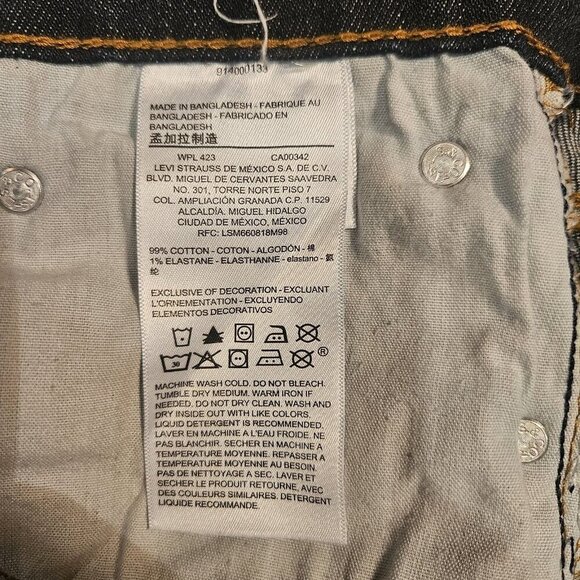 914000133
MADE IN BANGLADESH - FABRIQUE AU
BANGLADESH - FABRICADO EN
BANGLADESH
孟加拉制造
WPL 423 CA00342
LEVI STRAUSS DE MÉXICO S.A. DE C.V.
BLVD. MIGUEL DE CERVANTES SAAVEDRA
NO. 301, TORRE NORTE PISO 7
COL. AMPLIACIÓN GRANADA C.P. 11529
ALCALDÍA. MIGUEL HIDALGO
CIUDAD DE MÉXICO, MÉXICO
RFC: LSM660818M98
99% COTTON - COTON - ALGODÓN - 棉
1% ELASTANE - ELASTHANNE - elastano - 氨
纶
EXCLUSIVE OF DECORATION - EXCLUANT
L'ORNEMENTATION - EXCLUYENDO
ELEMENTOS DECORATIVOS
30 ®
MACHINE WASH COLD. DO NOT BLEACH.
TUMBLE DRY MEDIUM. WARM IRON IF
NEEDED. DO NOT DRY CLEAN. WASH AND
DRY INSIDE OUT WITH LIKE COLORS.
LIQUID DETERGENT IS RECOMMENDED.
LAVER EN MACHINE A L'EAU FROIDE. NE
PAS BLANCHIR. SECHER EN MACHINE A
TEMPERATURE MOYENNE. REPASSER A
TEMPERATURE MOYENNE AU BESOIN.
PAS DE NETTOYAGE A SEC. LAVER ET
SECHER LE PRODUIT RETOURNE, AVEC
DES COULEURS SIMILAIRES. DETERGENT
LIQUIDE RECOMMANDE.